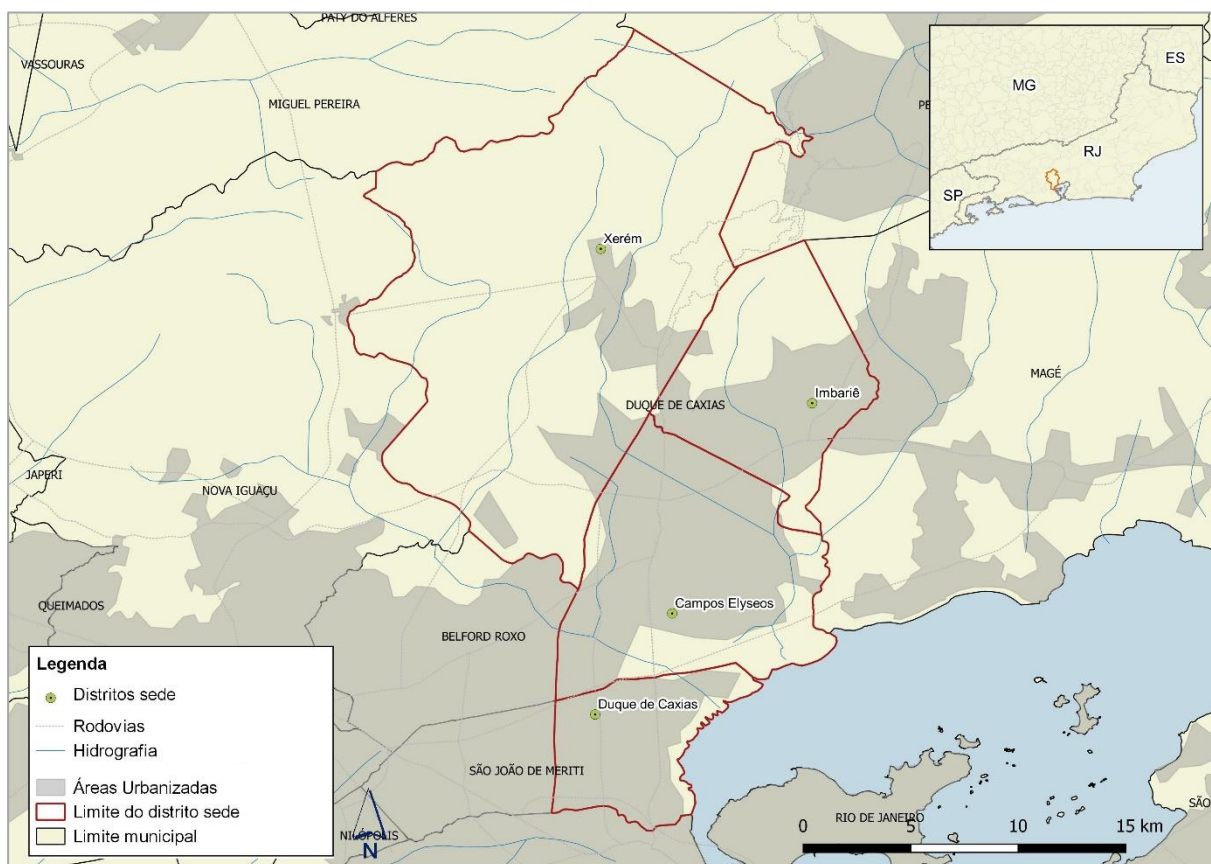 PATY DO ALFERES
VASSOURAS
MIGUEL PEREIRA
ES
MG
RJ
SP
Xerém
Imbariê
DUQUE DE CAXIAS
MAGÉ
JAPERI
NOVA IGUAÇU
QUEIMADOS
Campos Elyseos
BELFORD ROXO
Duque de Caxias
SÃO JOÃO DE MERITI
NILÓPOLIS
RIO DE JANEIRO
SÃO
Legenda
Distritos sede
Rodovias
Hidrografia
Áreas Urbanizadas
Limite do distrito sede
Limite municipal
N
0 5 10 15 km